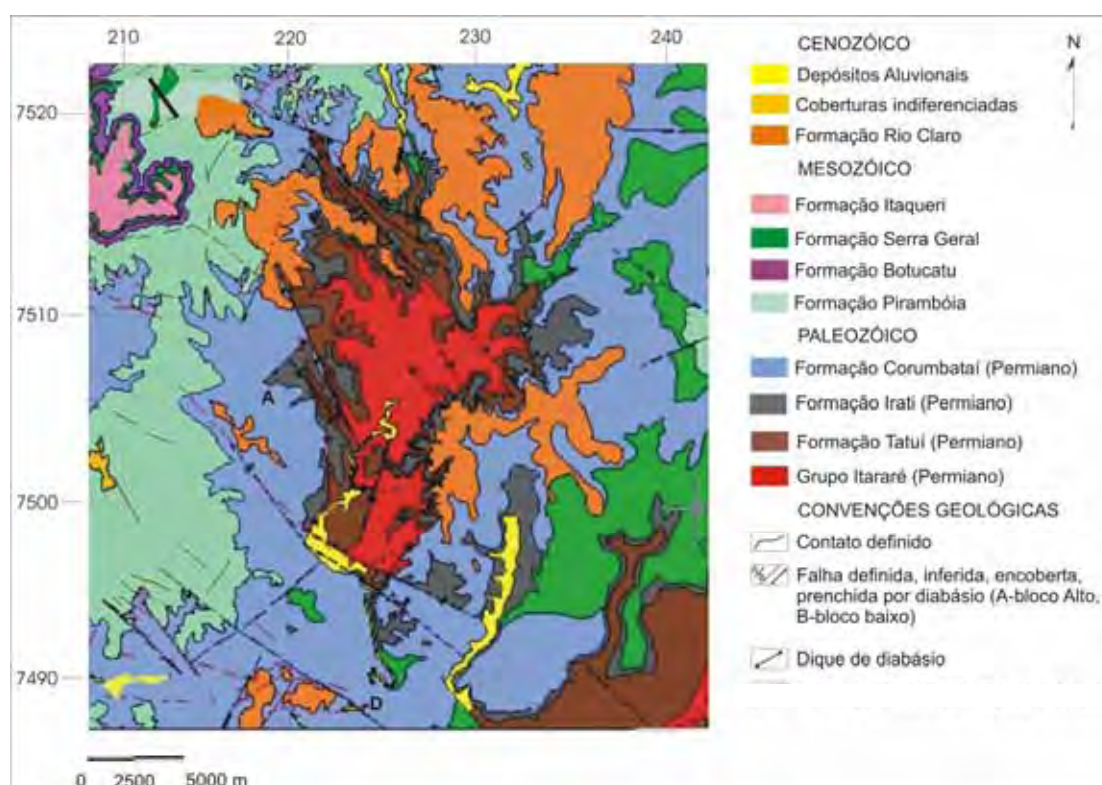 210 220 230 240
7520
7510
7500
7490
A
D
0 2500 5000 m
CENOZÓICO
N
Depósitos Aluvionais
Coberturas indiferenciadas
Formação Rio Claro
MESOZÓICO
Formação Itaqueri
Formação Serra Geral
Formação Botucatu
Formação Pirambóia
PALEOZÓICO
Formação Corumbataí (Permiano)
Formação Irati (Permiano)
Formação Tatuí (Permiano)
Grupo Itararé (Permiano)
CONVENÇÕES GEOLÓGICAS
Contato definido
Falha definida, inferida, encoberta,
prenchida por diabásio (A-bloco Alto,
B-bloco baixo)
Dique de diabásio